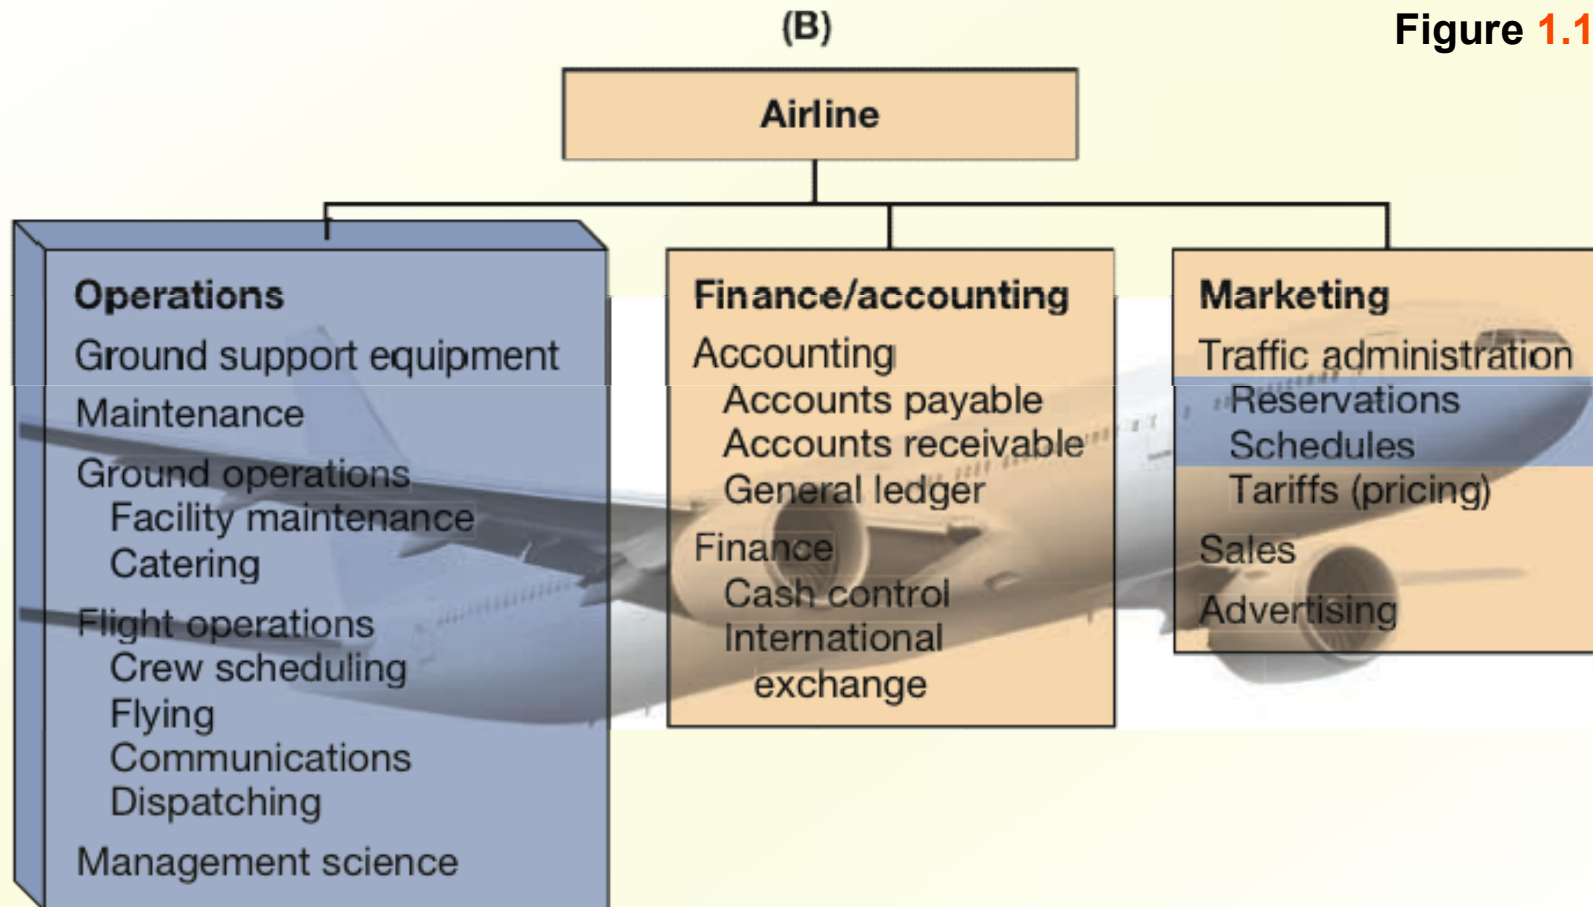 (B)
Figure 1.1
Airline
Operations
Ground support equipment
Maintenance
Ground operations
Facility maintenance
Catering
Flight operations
Crew scheduling
Flying
Communications
Dispatching
Management science
Finance/accounting
Accounting
Accounts payable
Accounts receivable
General ledger
Finance
Cash control
International
exchange
Marketing
Traffic administration
Reservations
Schedules
Tariffs (pricing)
Sales
Advertising